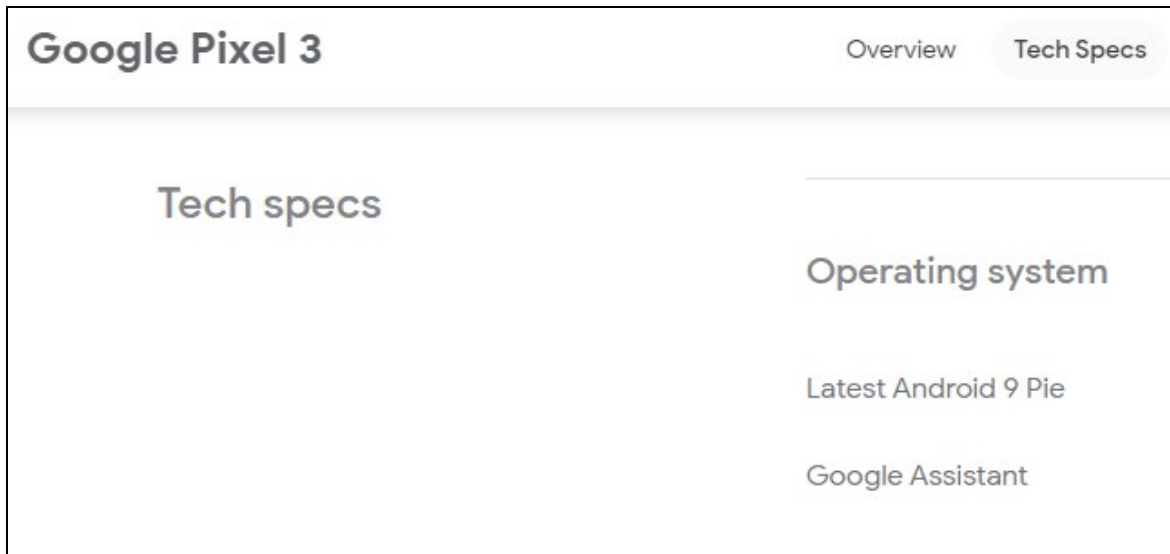 Google Pixel 3
Overview
Tech Specs
Tech specs
Operating system
Latest Android 9 Pie
Google Assistant